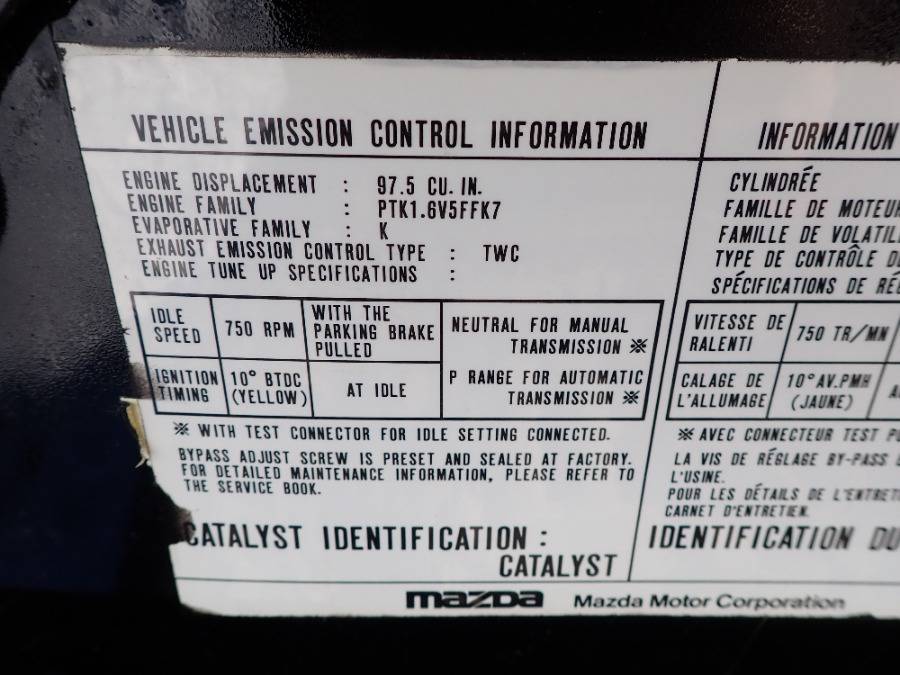 VEHICLE EMISSION CONTROL INFORMATION
ENGINE DISPLACEMENT : 97.5 CU. IN.
ENGINE FAMILY : PTK1.6V5FFK7
EVAPORATIVE FAMILY : K
EXHAUST EMISSION CONTROL TYPE : TWC
ENGINE TUNE UP SPECIFICATIONS :
IDLE SPEED 750 RPM WITH THE PARKING BRAKE PULLED NEUTRAL FOR MANUAL TRANSMISSION ※
IGNITION TIMING 10° BTDC (YELLOW) AT IDLE P RANGE FOR AUTOMATIC TRANSMISSION ※
※ WITH TEST CONNECTOR FOR IDLE SETTING CONNECTED.
BYPASS ADJUST SCREW IS PRESET AND SEALED AT FACTORY.
FOR DETAILED MAINTENANCE INFORMATION, PLEASE REFER TO
THE SERVICE BOOK.
CATALYST IDENTIFICATION :
CATALYST
INFORMATION
CYLINDRÉE
FAMILLE DE MOTEUR
FAMILLE DE VOLATIL
TYPE DE CONTRÔLE D
SPÉCIFICATIONS DE RÉ
VITESSE DE RALENTI 750 TR/MN
CALAGE DE L'ALLUMAGE 10° AV.PMH (JAUNE)
※ AVEC CONNECTEUR TEST P
LA VIS DE RÉGLAGE BY-PASS
L'USINE.
POUR LES DÉTAILS DE L'ENTRET
CARNET D'ENTRETIEN.
IDENTIFICATION DU
mazda Mazda Motor Corporation